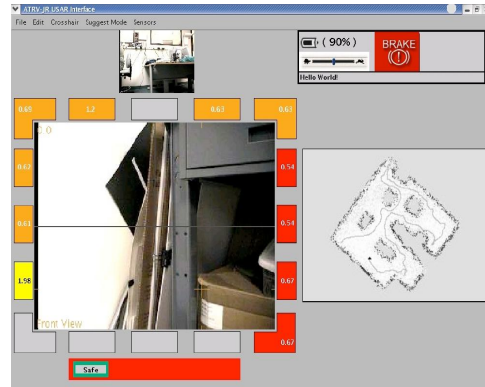 ATRV-JR USAR Interface
File Edit Crosshair Suggest Mode Sensors
( 90%)
BRAKE
Hello World!
0.69 1.2 0.63 0.63
0.63 0.54
0.61 0.54
1.98 0.67
0.67
Front View
Safe